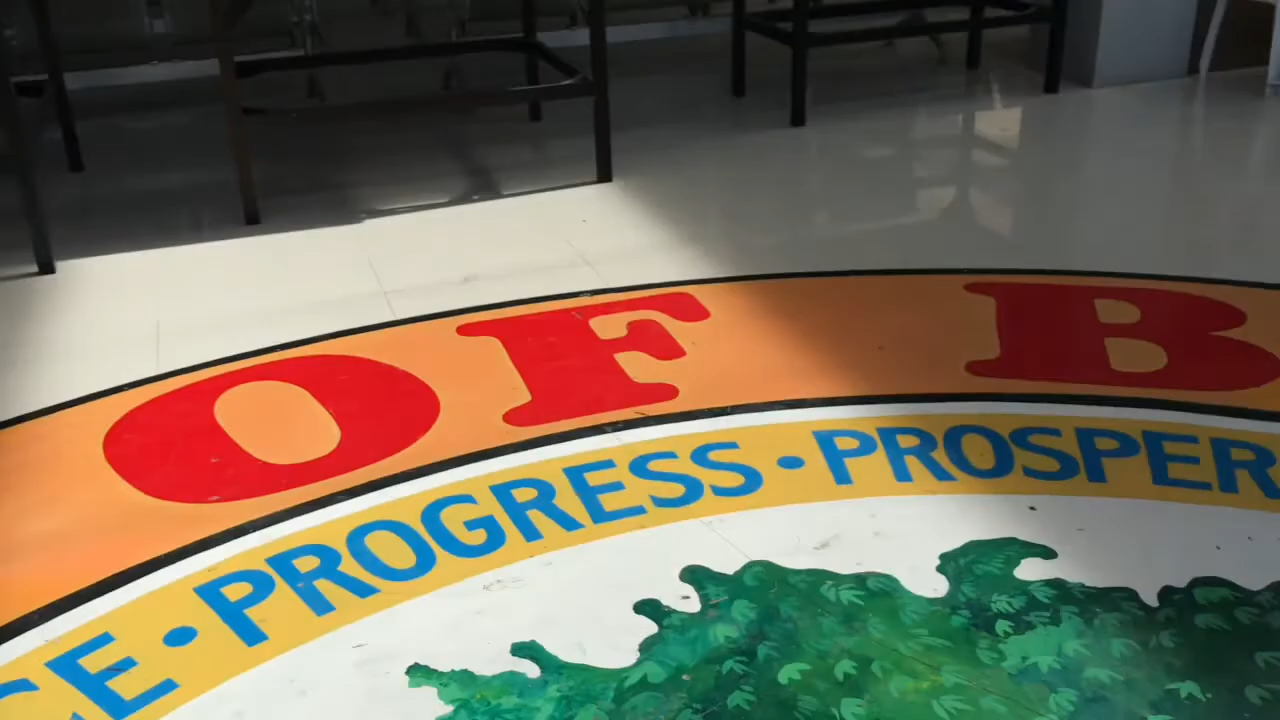 OF B
CE • PROGRESS • PROSPER